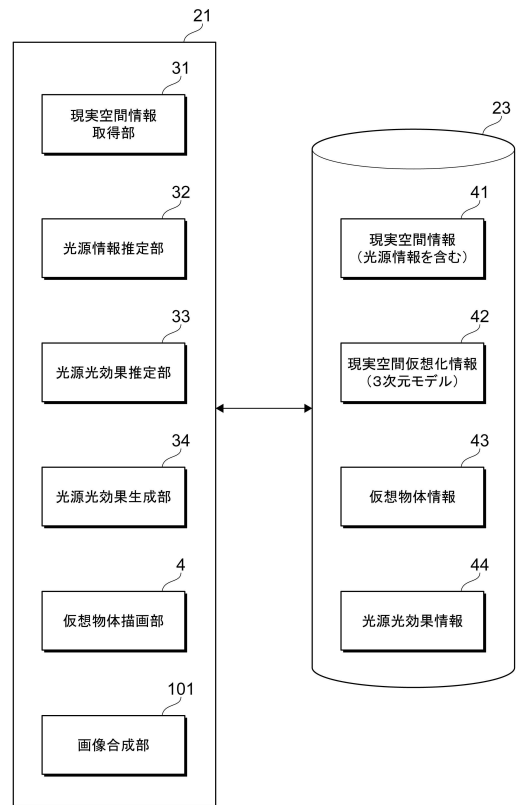 21
31
現実空間情報
取得部
32
光源情報推定部
33
光源光効果推定部
34
光源光効果生成部
4
仮想物体描画部
101
画像合成部
23
41
現実空間情報
（光源情報を含む）
42
現実空間仮想化情報
（3次元モデル）
43
仮想物体情報
44
光源光効果情報